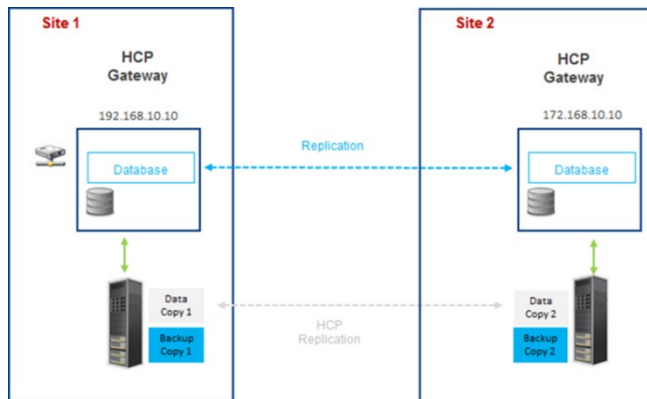 Site 1
HCP
Gateway
192.168.10.10
Database
Data
Copy 1
Backup
Copy 1
Replication
HCP
Replication
Site 2
HCP
Gateway
172.168.10.10
Database
Data
Copy 2
Backup
Copy 2